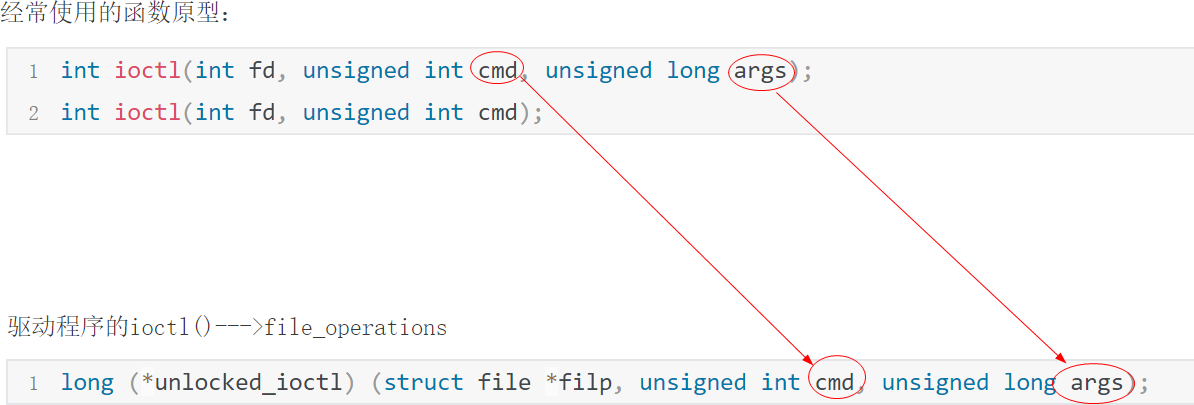 经常使用的函数原型：
1 int ioctl(int fd, unsigned int cmd, unsigned long args);
2 int ioctl(int fd, unsigned int cmd);
驱动程序的ioctl()--->file_operations
1 long (*unlocked_ioctl) (struct file *filp, unsigned int cmd, unsigned long args);